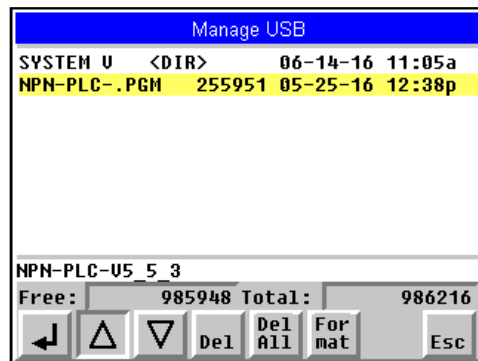 Manage USB
SYSTEM V <DIR> 06-14-16 11:05a
NPN-PLC-.PGM 255951 05-25-16 12:38p
NPN-PLC-V5_5_3
Free: 985948 Total: 986216
Del Del All For mat Esc